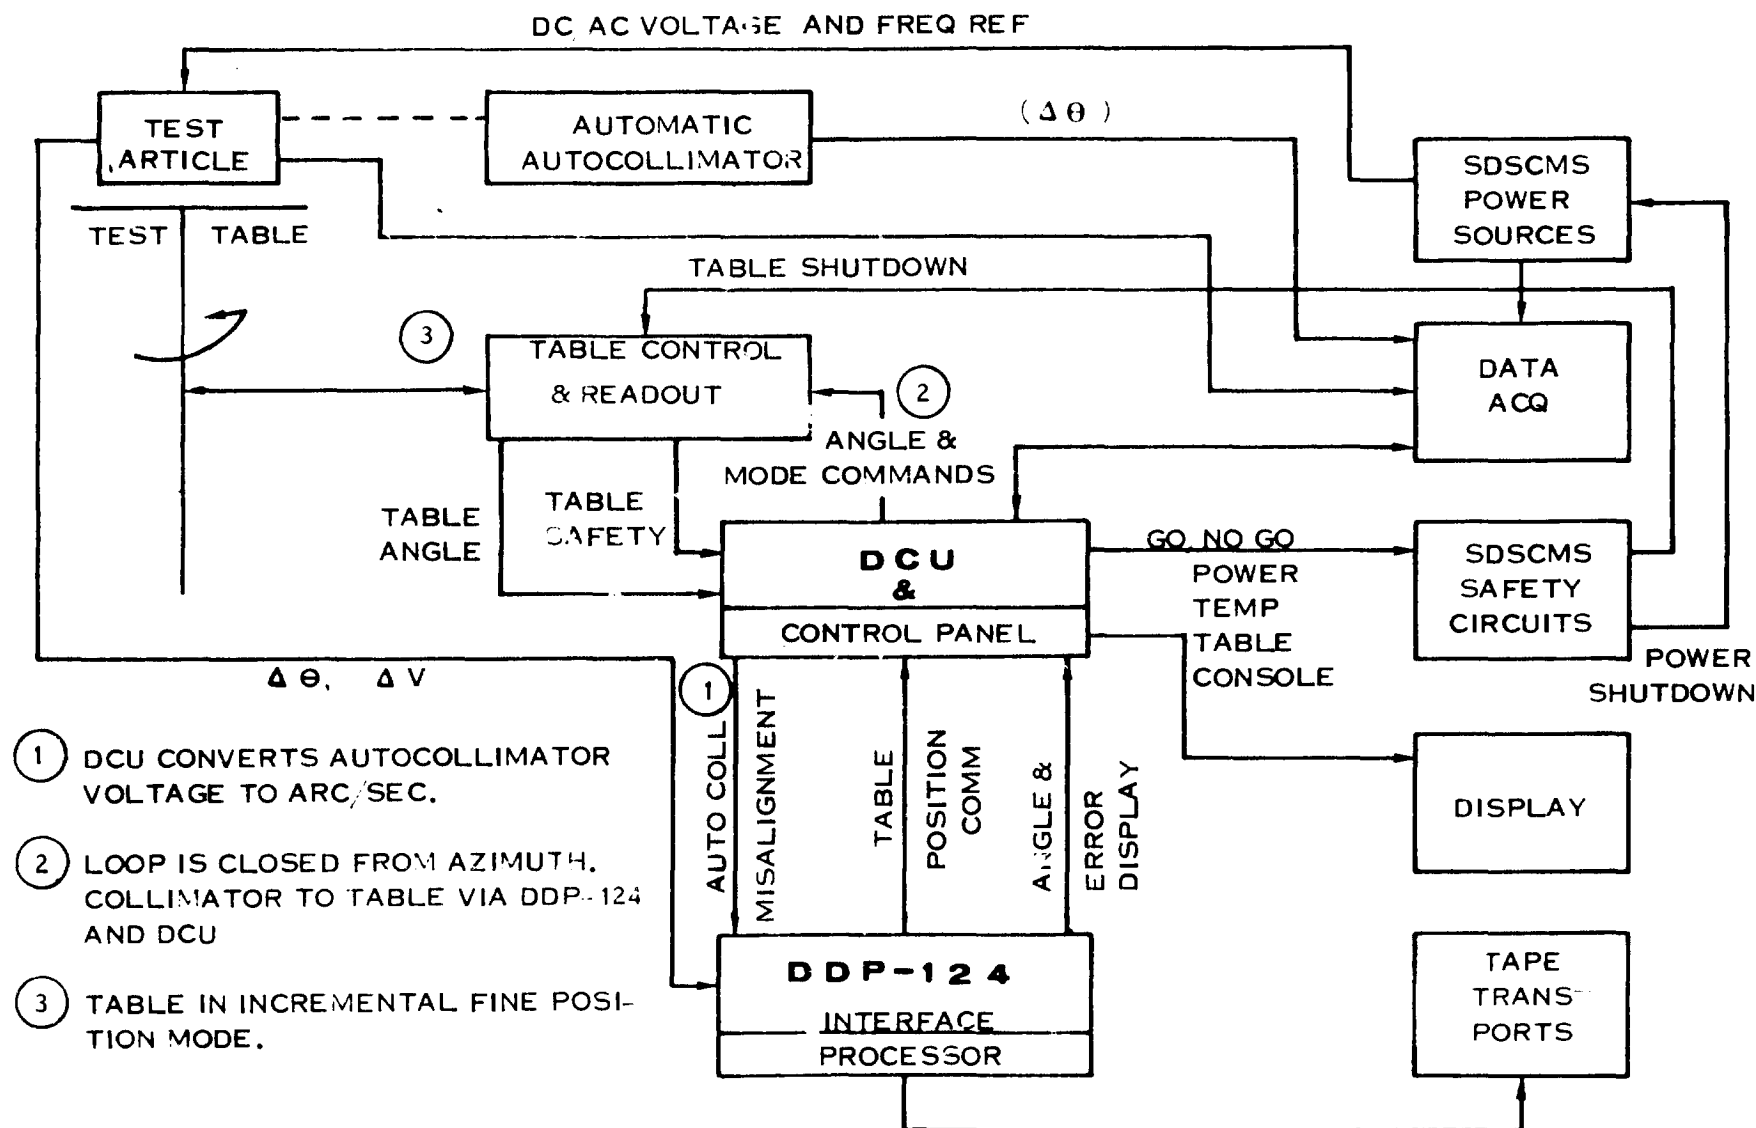 DC, AC VOLTAGE AND FREQ REF
TEST
ARTICLE
AUTOMATIC
AUTOCOLLIMATOR
(Δθ)
SDSCMS
POWER
SOURCES
TEST TABLE
TABLE SHUTDOWN
3
TABLE CONTROL
& READOUT
2
DATA
ACQ
ANGLE &
MODE COMMANDS
TABLE
ANGLE
TABLE
SAFETY
DCU
&
CONTROL PANEL
GO NO GO
POWER
TEMP
TABLE
CONSOLE
SDSCMS
SAFETY
CIRCUITS
POWER
SHUTDOWN
Δθ, ΔV
1
AUTO COLL
MISALIGNMENT
TABLE
POSITION
COMM
ANGLE &
ERROR
DISPLAY
DISPLAY
1 DCU CONVERTS AUTOCOLLIMATOR
VOLTAGE TO ARC/SEC.
2 LOOP IS CLOSED FROM AZIMUTH.
COLLIMATOR TO TABLE VIA DDP-124
AND DCU
3 TABLE IN INCREMENTAL FINE POSI-
TION MODE.
DDP-124
INTERFACE
PROCESSOR
TAPE
TRANS-
PORTS